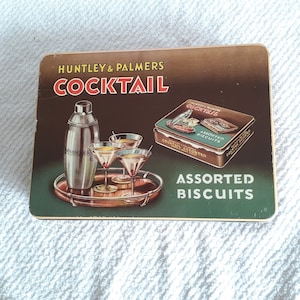 HUNTLEY & PALMERS
COCKTAIL
ASSORTED
BISCUITS